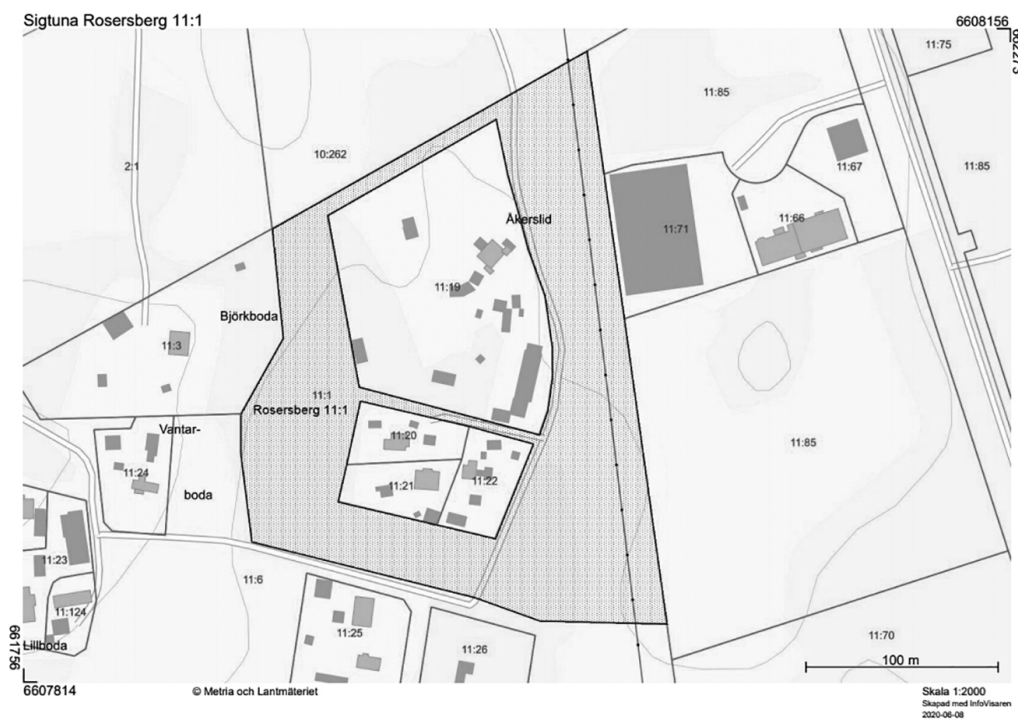 Sigtuna Rosersberg 11:1
6608156
662273
11:75
11:85
2:1
10:262
11:67
11:85
Åkerslid
11:66
11:71
11:19
Björkboda
11:3
11:1
Rosersberg 11:1
Vantar-
11:20
11:85
11:24
11:21
11:22
boda
11:23
11:6
11:124
11:25
11:70
Lillboda
11:26
661756
100 m
6607814
© Metria och Lantmäteriet
Skala 1:2000
Skapad med InfoVisaren
2020-06-08